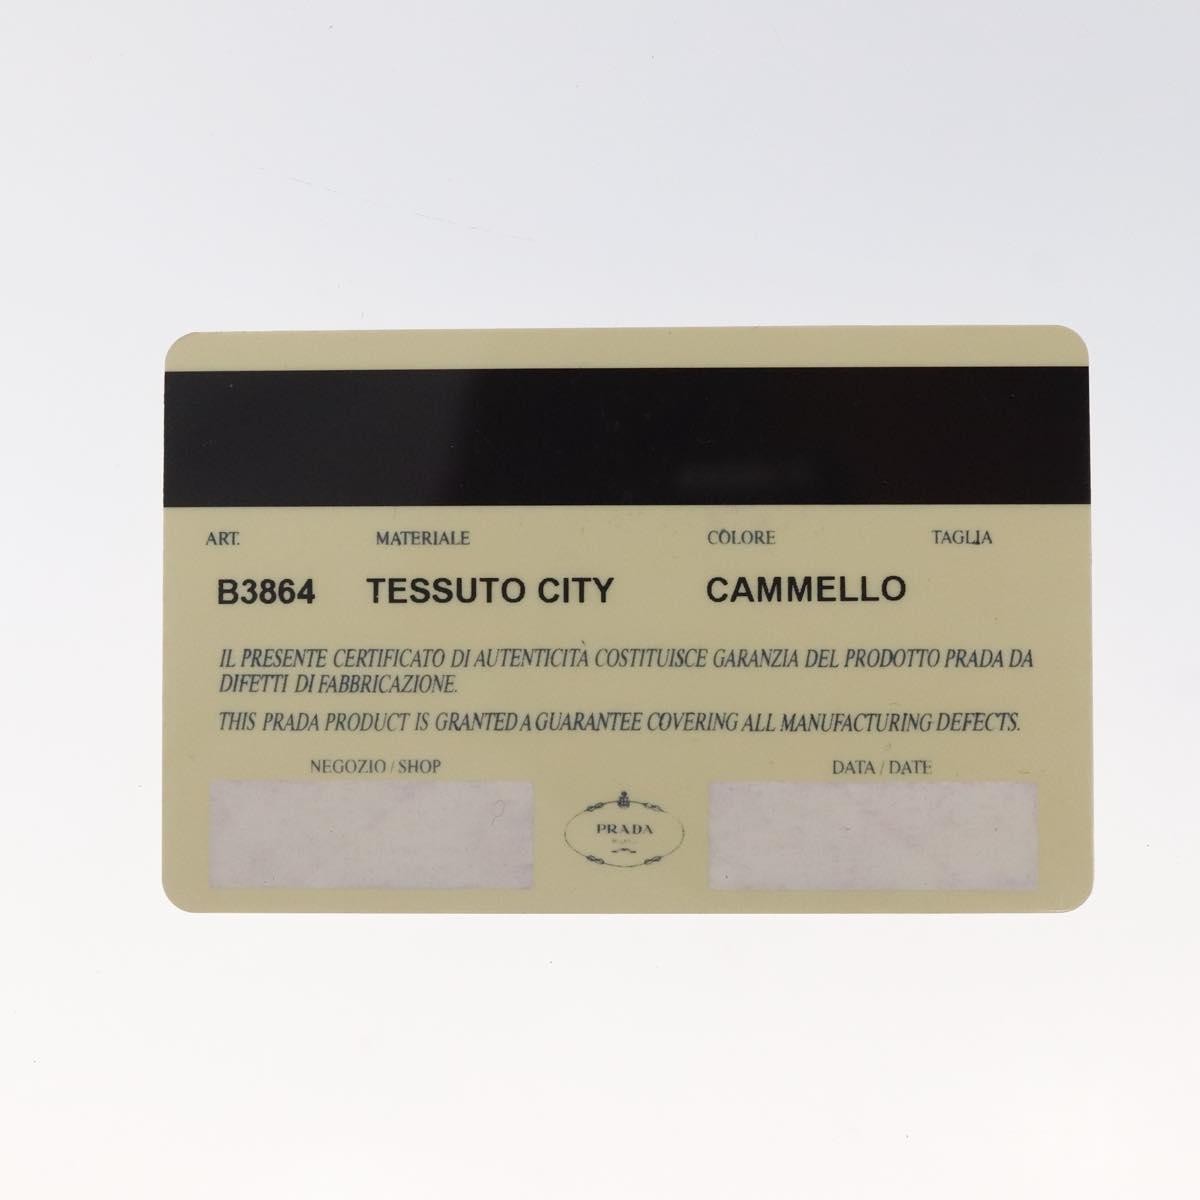 ART. MATERIALE COLORE TAGLIA
B3864 TESSUTO CITY CAMMELLO
IL PRESENTE CERTIFICATO DI AUTENTICITÀ COSTITUISCE GARANZIA DEL PRODOTTO PRADA DA
DIFETTI DI FABBRICAZIONE.
THIS PRADA PRODUCT IS GRANTED A GUARANTEE COVERING ALL MANUFACTURING DEFECTS.
NEGOZIO / SHOP DATA / DATE
PRADA